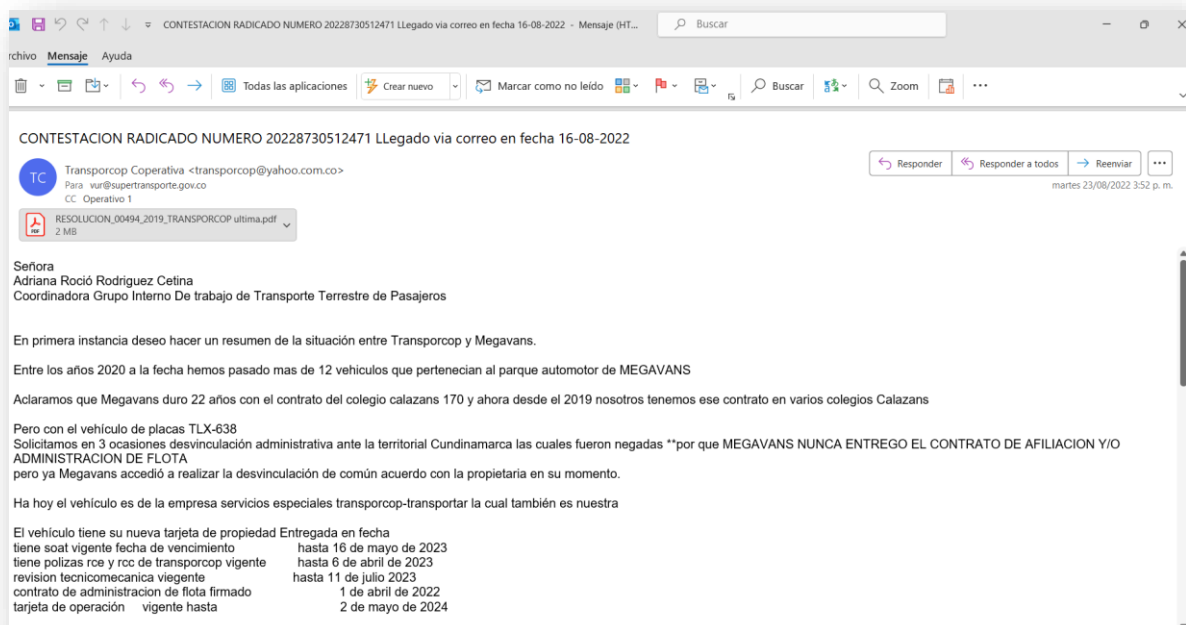 CONTESTACION RADICADO NUMERO 20228730512471 LLegado via correo en fecha 16-08-2022 - Mensaje (HT...
Buscar
rchivo Mensaje Ayuda
Todas las aplicaciones Crear nuevo Marcar como no leído Buscar Zoom
CONTESTACION RADICADO NUMERO 20228730512471 LLegado via correo en fecha 16-08-2022
TC
Transporcop Coperativa <transporcop@yahoo.com.co>
Para vur@supertransporte.gov.co
CC Operativo 1
Responder Responder a todos Reenviar
martes 23/08/2022 3:52 p. m.
PDF
RESOLUCION_00494_2019_TRANSPORCOP ultima.pdf
2 MB
Señora
Adriana Roció Rodriguez Cetina
Coordinadora Grupo Interno De trabajo de Transporte Terrestre de Pasajeros
En primera instancia deseo hacer un resumen de la situación entre Transporcop y Megavans.
Entre los años 2020 a la fecha hemos pasado mas de 12 vehiculos que pertenecian al parque automotor de MEGAVANS
Aclaramos que Megavans duro 22 años con el contrato del colegio calazans 170 y ahora desde el 2019 nosotros tenemos ese contrato en varios colegios Calazans
Pero con el vehículo de placas TLX-638
Solicitamos en 3 ocasiones desvinculación administrativa ante la territorial Cundinamarca las cuales fueron negadas **por que MEGAVANS NUNCA ENTREGO EL CONTRATO DE AFILIACION Y/O
ADMINISTRACION DE FLOTA
pero ya Megavans accedió a realizar la desvinculación de común acuerdo con la propietaria en su momento.
Ha hoy el vehículo es de la empresa servicios especiales transporcop-transportar la cual también es nuestra
El vehículo tiene su nueva tarjeta de propiedad Entregada en fecha
tiene soat vigente fecha de vencimiento hasta 16 de mayo de 2023
tiene polizas rce y rcc de transporcop vigente hasta 6 de abril de 2023
revision tecnicomecanica viegente hasta 11 de julio 2023
contrato de administracion de flota firmado 1 de abril de 2022
tarjeta de operación vigente hasta 2 de mayo de 2024